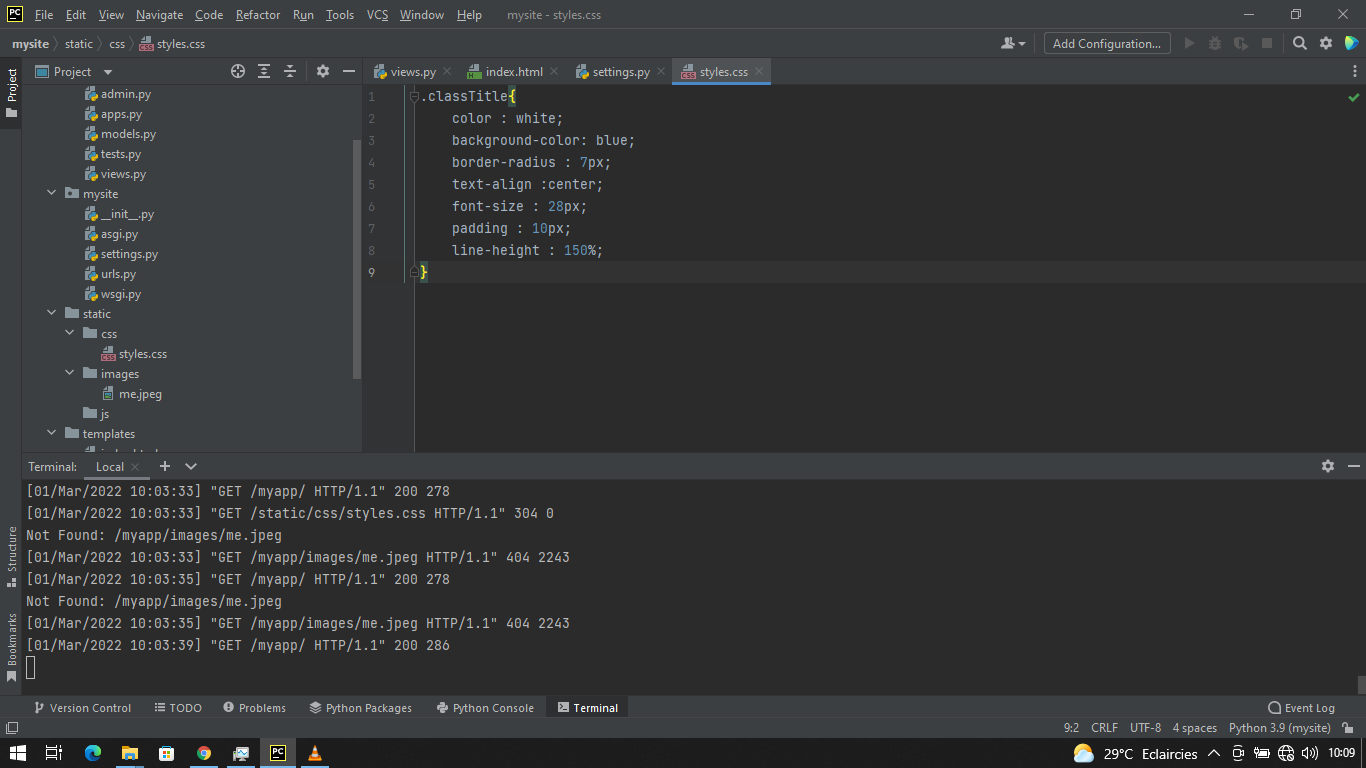 PC File Edit View Navigate Code Refactor Run Tools VCS Window Help mysite - styles.css
mysite static css styles.css Add Configuration...
Project
Project
views.py index.html settings.py styles.css
admin.py
apps.py
models.py
tests.py
views.py
mysite
__init__.py
asgi.py
settings.py
urls.py
wsgi.py
static
css
styles.css
images
me.jpeg
js
templates
1 .classTitle{
2 color : white;
3 background-color: blue;
4 border-radius : 7px;
5 text-align :center;
6 font-size : 28px;
7 padding : 10px;
8 line-height : 150%;
9 }
Terminal: Local
[01/Mar/2022 10:03:33] "GET /myapp/ HTTP/1.1" 200 278
[01/Mar/2022 10:03:33] "GET /static/css/styles.css HTTP/1.1" 304 0
Not Found: /myapp/images/me.jpeg
[01/Mar/2022 10:03:33] "GET /myapp/images/me.jpeg HTTP/1.1" 404 2243
[01/Mar/2022 10:03:35] "GET /myapp/ HTTP/1.1" 200 278
Not Found: /myapp/images/me.jpeg
[01/Mar/2022 10:03:35] "GET /myapp/images/me.jpeg HTTP/1.1" 404 2243
[01/Mar/2022 10:03:39] "GET /myapp/ HTTP/1.1" 200 286
Structure
Bookmarks
Version Control TODO Problems Python Packages Python Console Terminal Event Log
9:2 CRLF UTF-8 4 spaces Python 3.9 (mysite)
PC 29°C Eclaircies 10:09